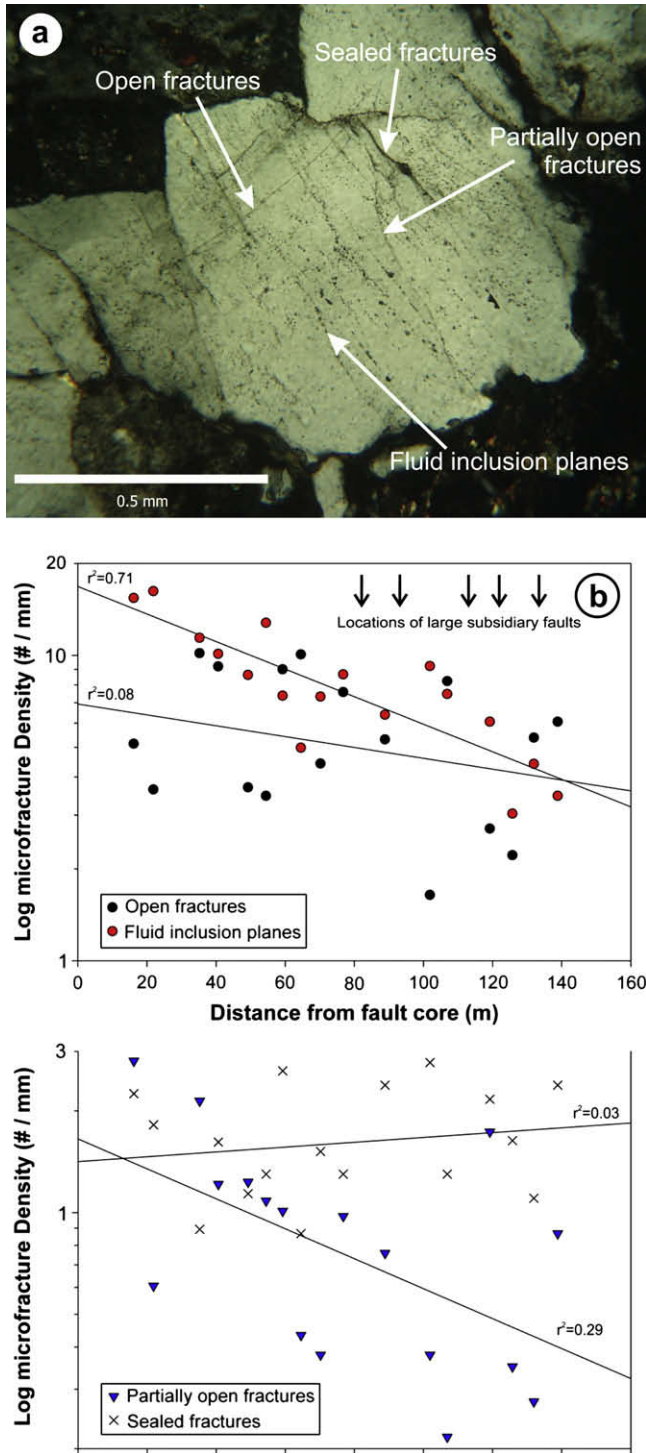 a
Sealed fractures
Open fractures
Partially open
fractures
Fluid inclusion planes
0.5 mm
b
20
r²=0.71
Locations of large subsidiary faults
10
r²=0.08
Log microfracture Density (# / mm)
Open fractures
Fluid inclusion planes
1
0 20 40 60 80 100 120 140 160
Distance from fault core (m)
3
r²=0.03
Log microfracture Density (# / mm)
1
r²=0.29
Partially open fractures
Sealed fractures